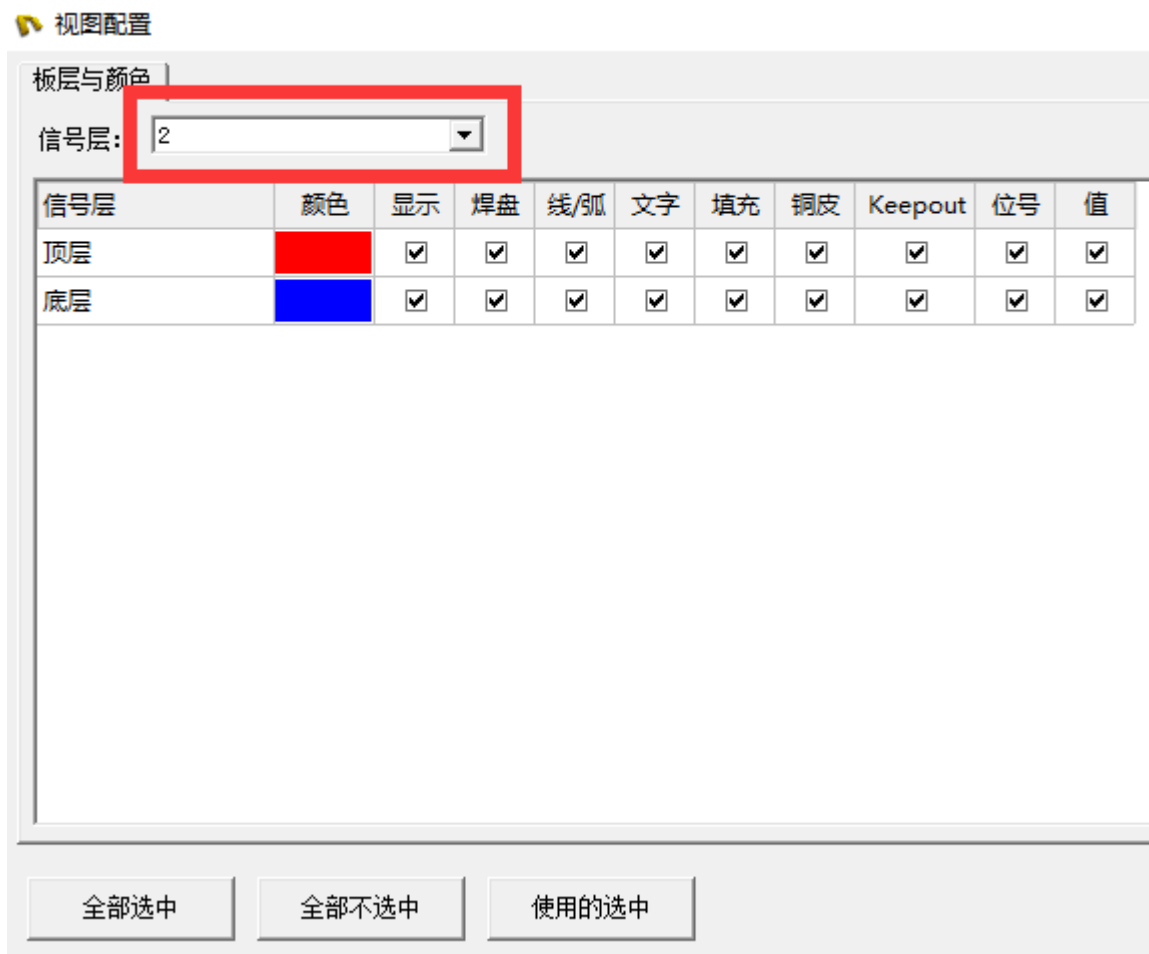 视图配置
板层与颜色
信号层: 2
信号层 颜色 显示 焊盘 线/弧 文字 填充 铜皮 Keepout 位号 值
顶层
底层
全部选中 全部不选中 使用的选中